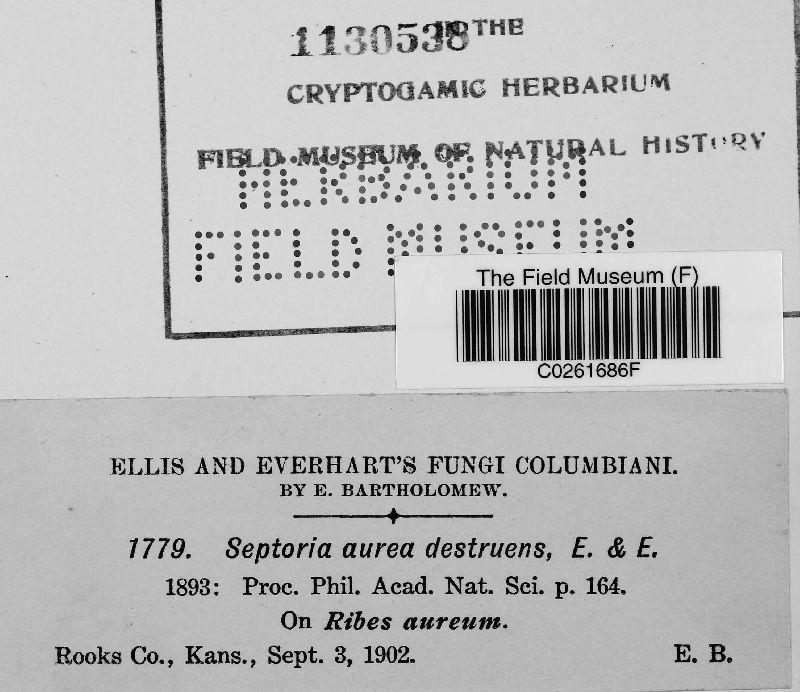 1130538 THE
CRYPTOGAMIC HERBARIUM
FIELD MUSEUM OF NATURAL HISTORY
HERBARIUM
FIELD MUSEUM
The Field Museum (F)
C0261686F
ELLIS AND EVERHART'S FUNGI COLUMBIANI.
BY E. BARTHOLOMEW.
1779. Septoria aurea destruens, E. & E.
1893: Proc. Phil. Acad. Nat. Sci. p. 164.
On Ribes aureum.
Rooks Co., Kans., Sept. 3, 1902. E. B.